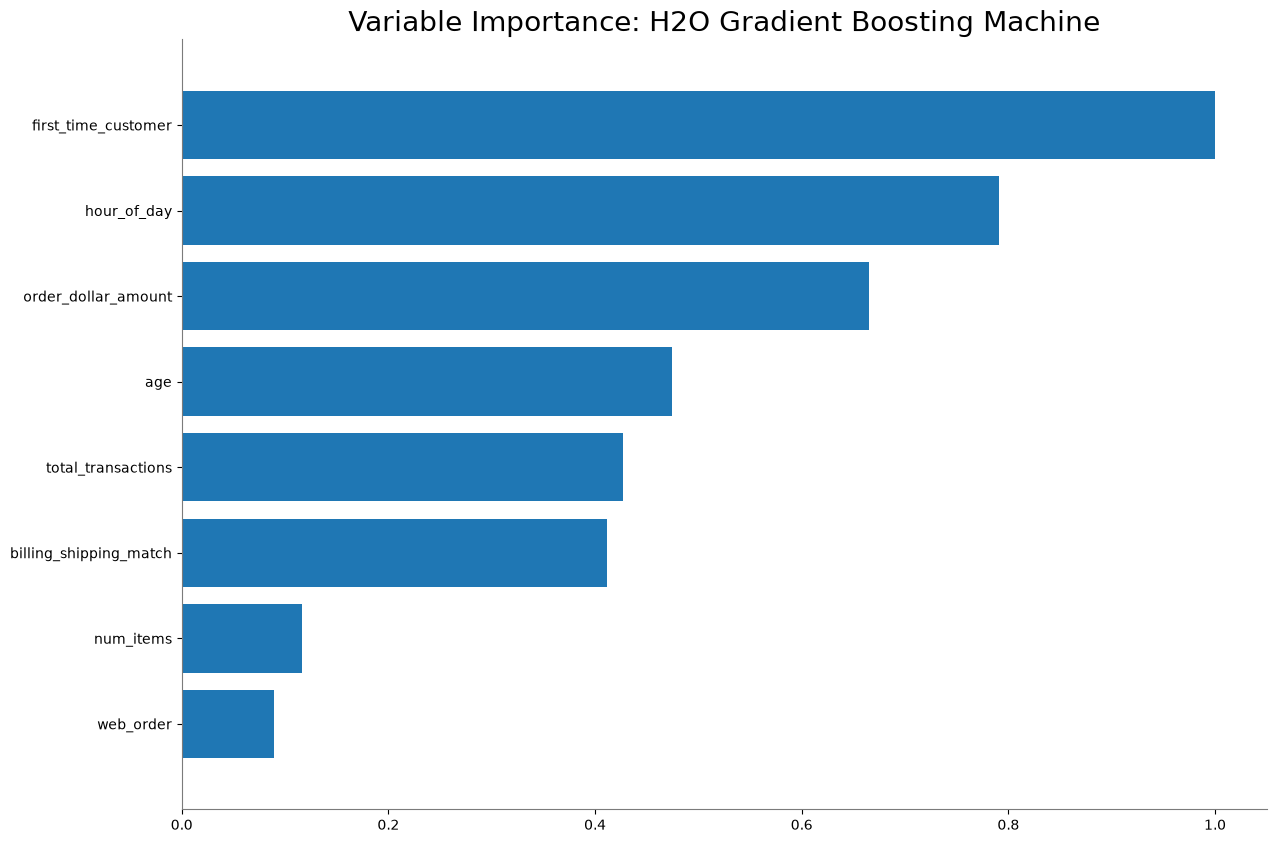 Variable Importance: H2O Gradient Boosting Machine
first_time_customer
hour_of_day
order_dollar_amount
age
total_transactions
billing_shipping_match
num_items
web_order
0.0 0.2 0.4 0.6 0.8 1.0